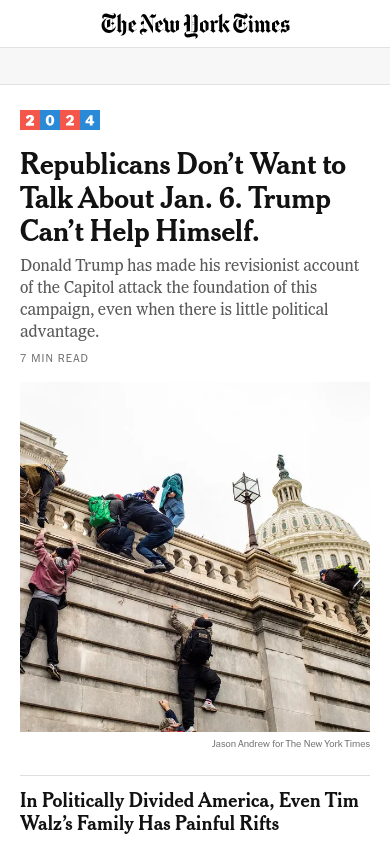 The New York Times
2024
Republicans Don’t Want to
Talk About Jan. 6. Trump
Can’t Help Himself.
Donald Trump has made his revisionist account
of the Capitol attack the foundation of this
campaign, even when there is little political
advantage.
7 MIN READ
Jason Andrew for The New York Times
In Politically Divided America, Even Tim
Walz’s Family Has Painful Rifts